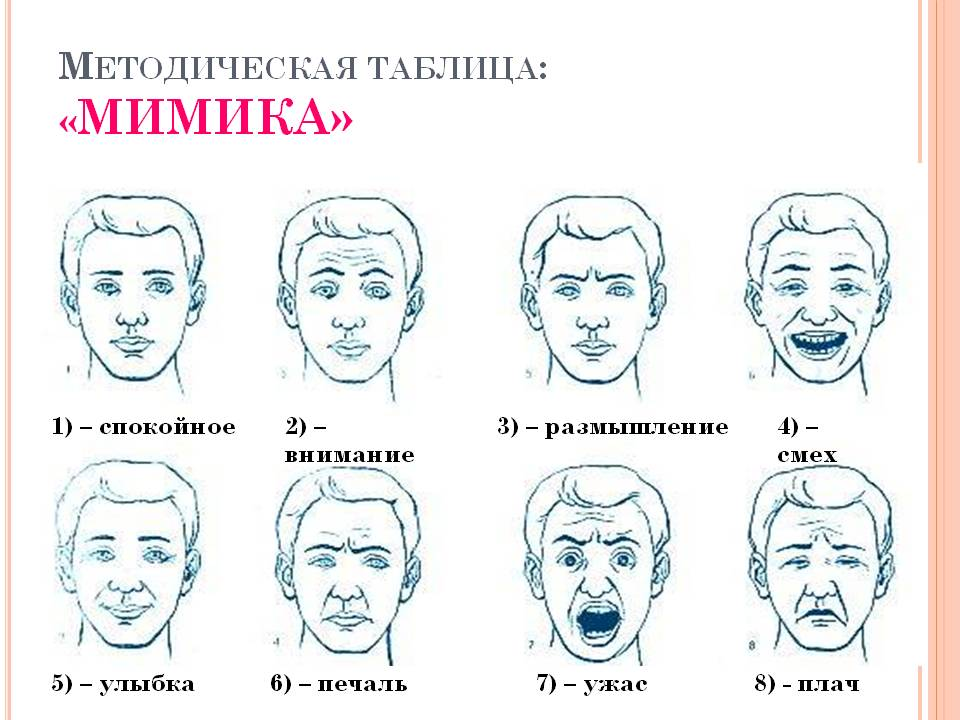 Методическая таблица:
«МИМИКА»
1) – спокойное
2) –
внимание
3) – размышление
4) –
смех
5) – улыбка
6) – печаль
7) – ужас
8) - плач